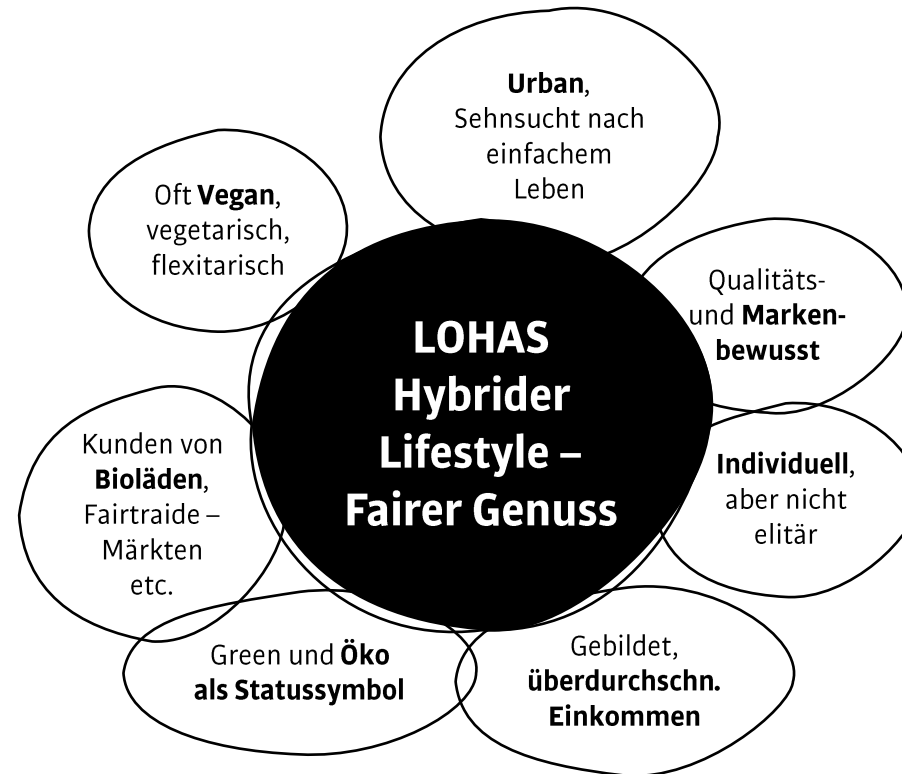 Urban,
Sehnsucht nach
einfachem
Leben
Oft Vegan,
vegetarisch,
flexitarisch
Qualitäts-
und Marken-
bewusst
LOHAS
Hybrider
Lifestyle –
Fairer Genuss
Kunden von
Bioläden,
Fairtraide –
Märkten
etc.
Individuell,
aber nicht
elitär
Green und Öko
als Statussymbol
Gebildet,
überdurchschn.
Einkommen